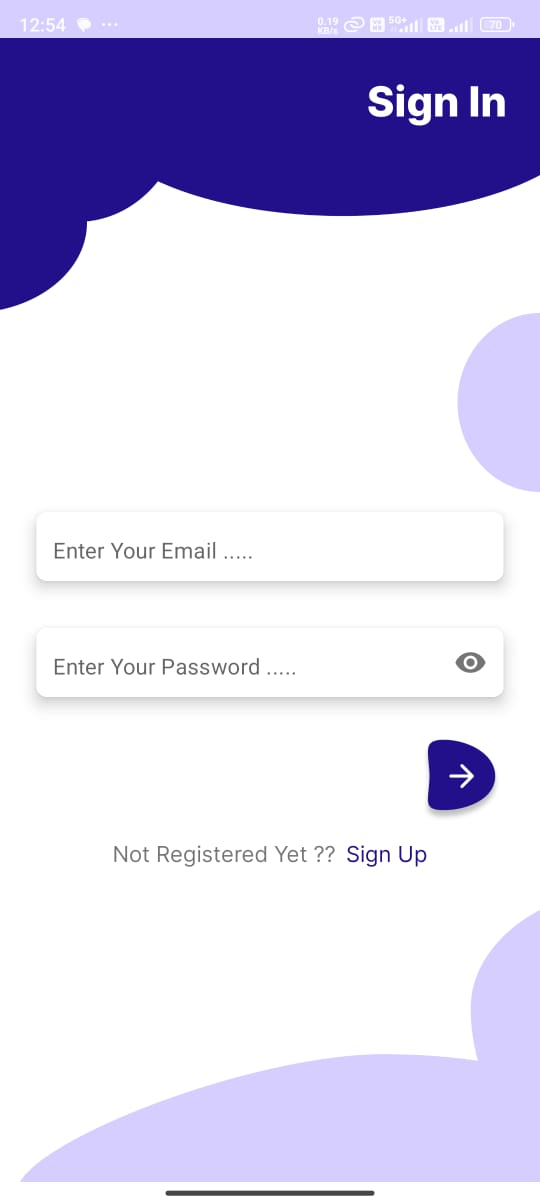 12:54 ... 0.19 KB/s 5G+ 70
Sign In
Enter Your Email .....
Enter Your Password .....
Not Registered Yet ?? Sign Up